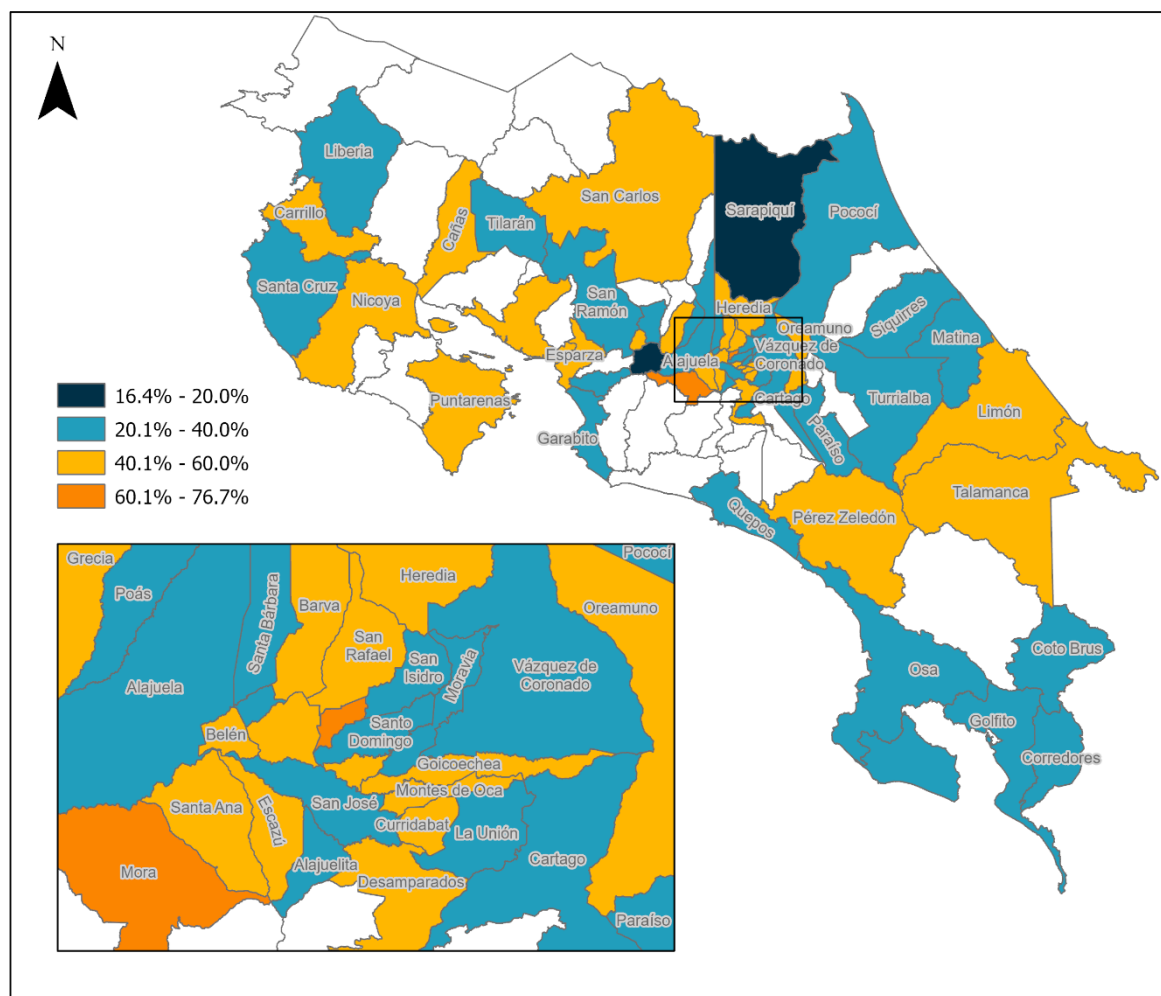 N
Liberia
Carrillo
Santa Cruz
Nicoya
Cañas
Tilarán
San Carlos
San
Ramón
Esparza
Puntarenas
Garabito
Sarapiquí
Pococí
Heredia
Oreamuno
Vázquez de
Coronado
Alajuela
Cartago
Paraíso
Siquirres
Matina
Turrialba
Limón
Talamanca
Pérez Zeledón
Quepos
Osa
Coto Brus
Golfito
Corredores
16.4% - 20.0%
20.1% - 40.0%
40.1% - 60.0%
60.1% - 76.7%
Grecia
Poás
Santa Bárbara
Barva
Heredia
Pococí
Oreamuno
San
Rafael
San
Isidro
Moravia
Vázquez de
Coronado
Alajuela
Belén
Santo
Domingo
Goicoechea
Santa Ana
Escazú
San José
Montes de Oca
Curridabat
La Unión
Cartago
Mora
Alajuelita
Desamparados
Paraíso